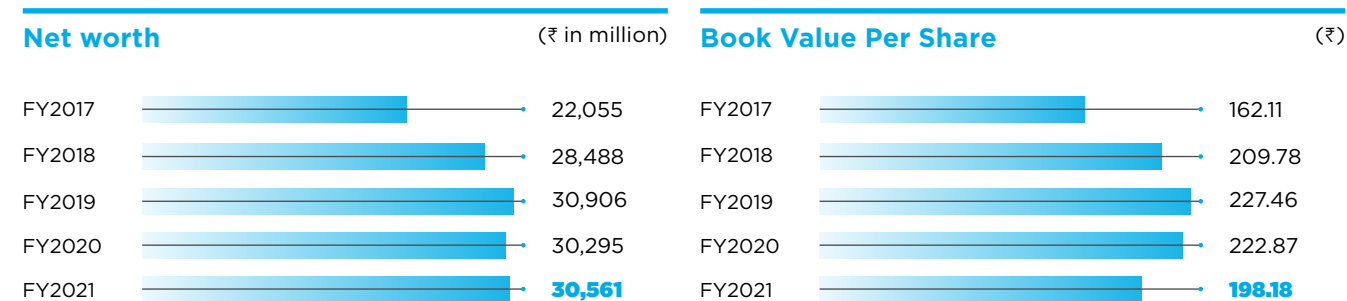 Net worth (₹ in million)
FY2017 22,055
FY2018 28,488
FY2019 30,906
FY2020 30,295
FY2021 30,561
Book Value Per Share (₹)
FY2017 162.11
FY2018 209.78
FY2019 227.46
FY2020 222.87
FY2021 198.18